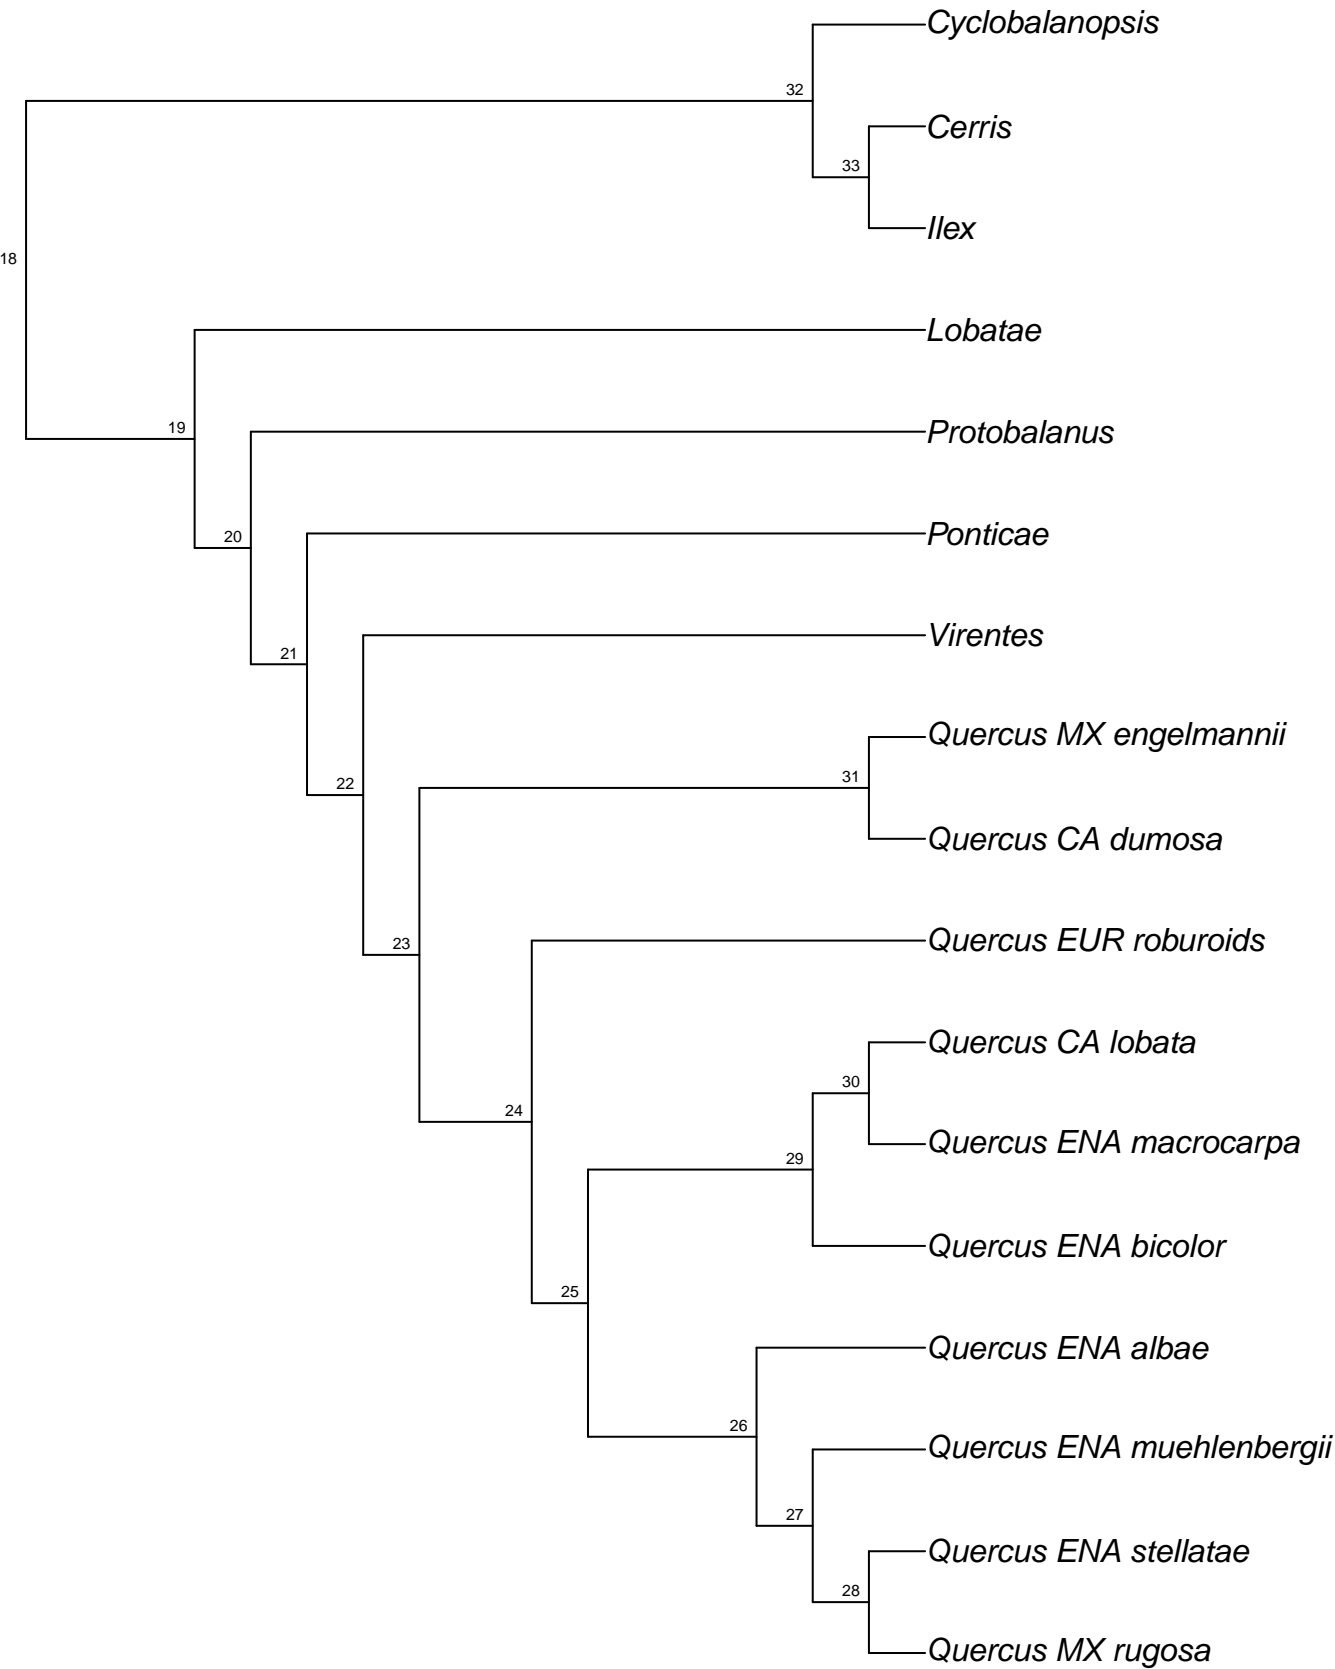 Cyclobalanopsis
32
Cerris
33
Ilex
18
Lobatae
19
Protobalanus
20
Ponticae
21
Virentes
Quercus MX engelmannii
31
22
Quercus CA dumosa
23
Quercus EUR roburoids
Quercus CA lobata
30
24
Quercus ENA macrocarpa
29
Quercus ENA bicolor
25
Quercus ENA albae
26
Quercus ENA muehlenbergii
27
Quercus ENA stellatae
28
Quercus MX rugosa